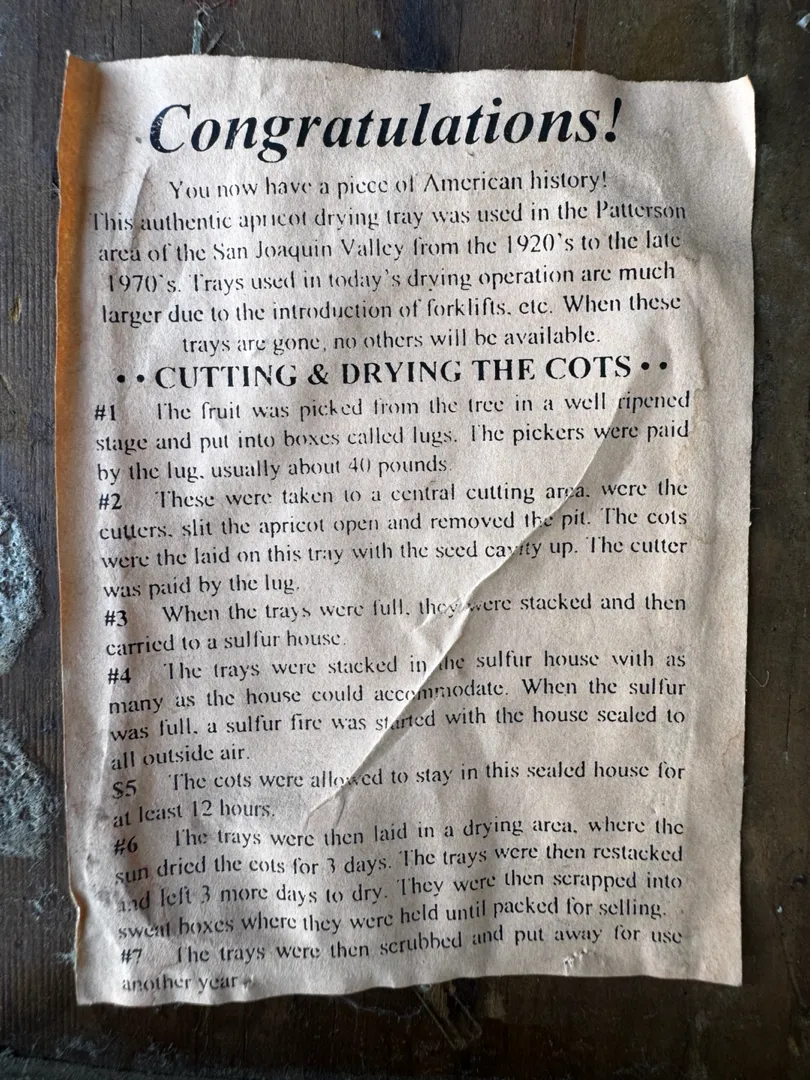 Congratulations!
You now have a piece of American history!
This authentic apricot drying tray was used in the Patterson
area of the San Joaquin Valley from the 1920's to the late
1970's. Trays used in today's drying operation are much
larger due to the introduction of forklifts, etc. When these
trays are gone, no others will be available.
• • CUTTING & DRYING THE COTS • •
#1 The fruit was picked from the tree in a well ripened
stage and put into boxes called lugs. The pickers were paid
by the lug, usually about 40 pounds.
#2 These were taken to a central cutting area, were the
cutters, slit the apricot open and removed the pit. The cots
were the laid on this tray with the seed cavity up. The cutter
was paid by the lug.
#3 When the trays were full, they were stacked and then
carried to a sulfur house.
#4 The trays were stacked in the sulfur house with as
many as the house could accommodate. When the sulfur
was full, a sulfur fire was started with the house sealed to
all outside air.
$5 The cots were allowed to stay in this sealed house for
at least 12 hours.
#6 The trays were then laid in a drying area, where the
sun dried the cots for 3 days. The trays were then restacked
and left 3 more days to dry. They were then scrapped into
sweat boxes where they were held until packed for selling.
#7 The trays were then scrubbed and put away for use
another year.